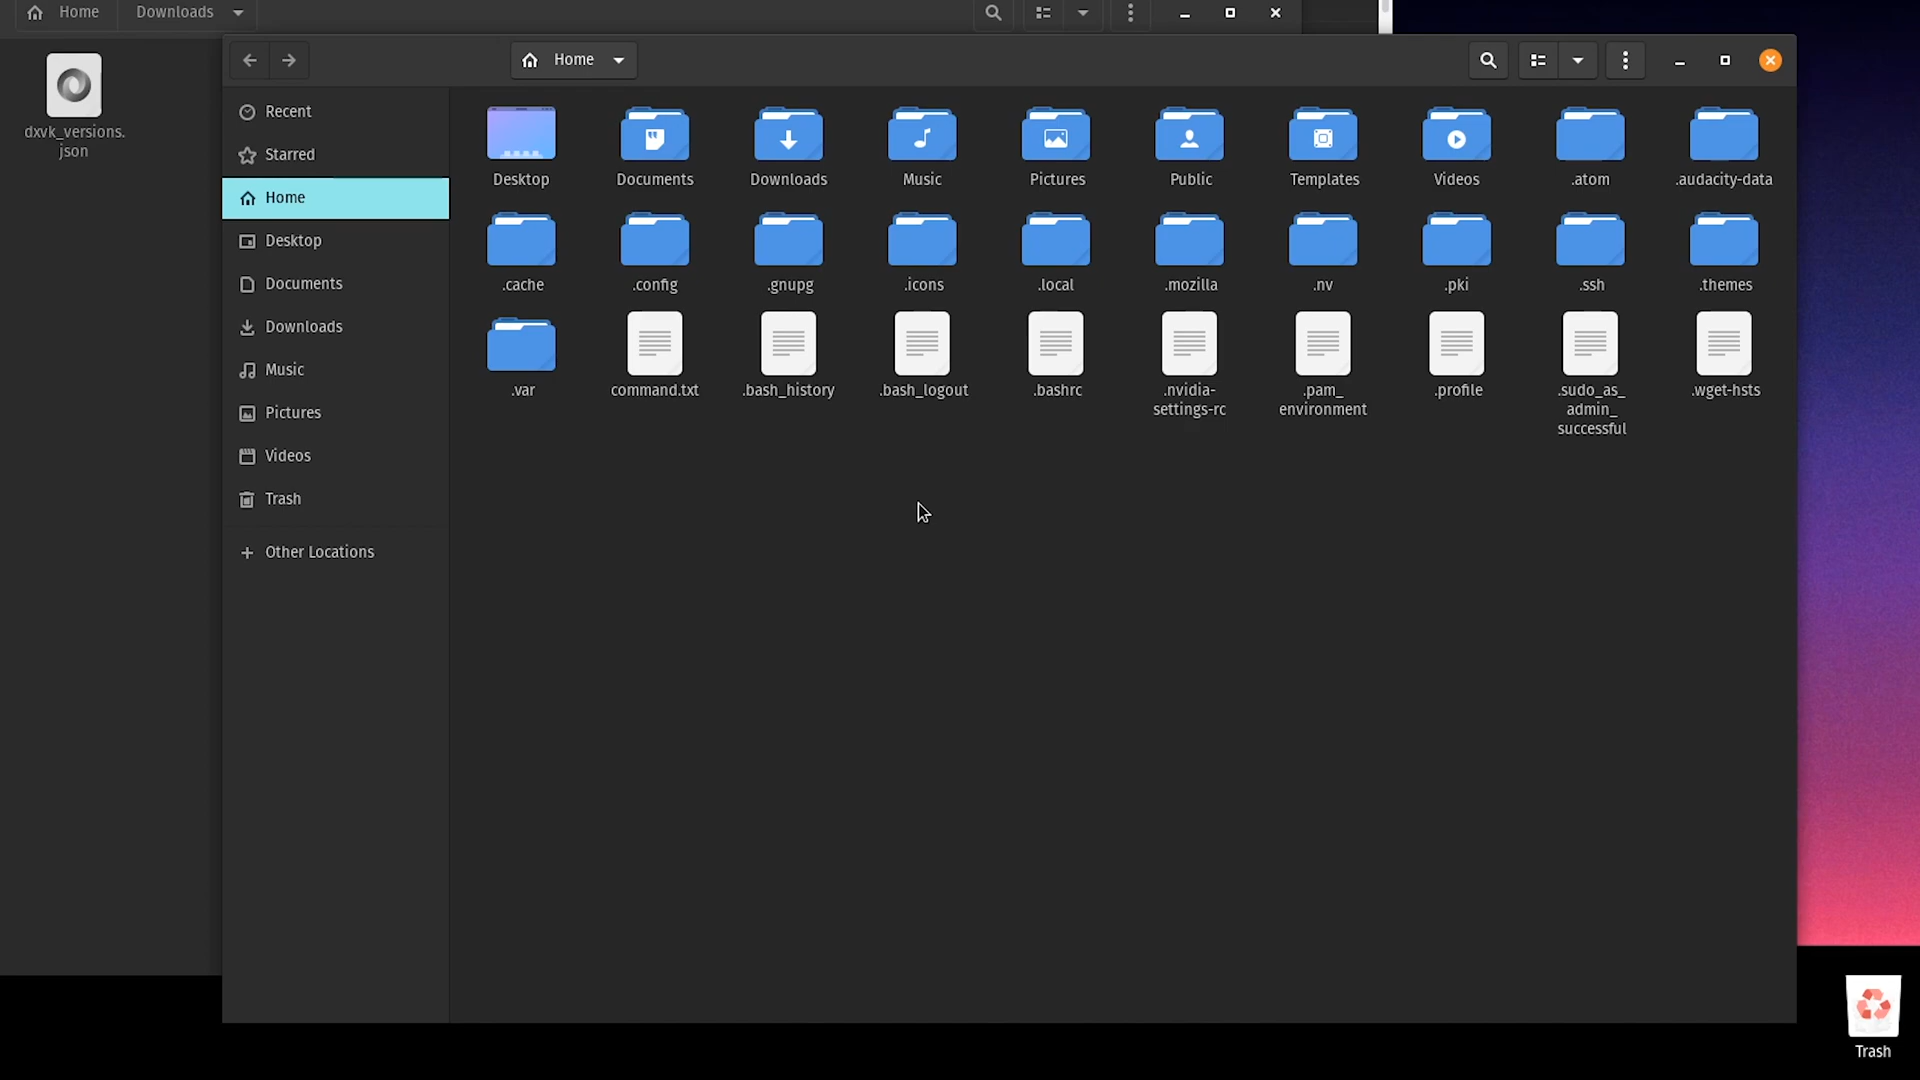 Home
Downloads
dxvk_versions.
json
Home
Recent
Starred
Home
Desktop
Documents
Downloads
Music
Pictures
Videos
Trash
Other Locations
Desktop
Documents
Downloads
Music
Pictures
Public
Templates
Videos
.atom
.audacity-data
.cache
.config
.gnupg
.icons
.local
.mozilla
.nv
.pki
.ssh
.themes
.var
command.txt
.bash_history
.bash_logout
.bashrc
.nvidia-
settings-rc
.pam_
environment
.profile
.sudo_as_
admin_
successful
.wget-hsts
Trash